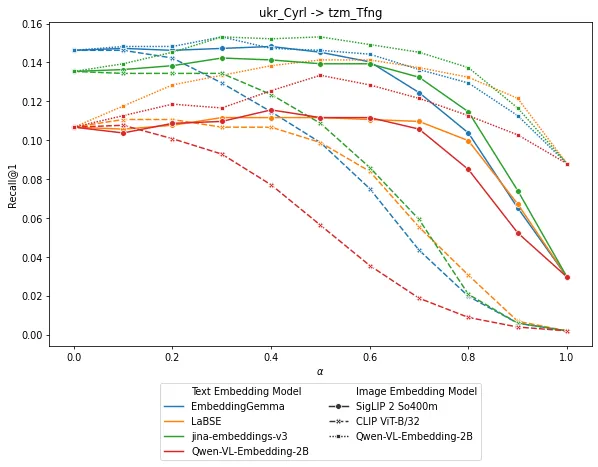 ukr_Cyrl -> tzm_Tfng
Recall@1
0.16
0.14
0.12
0.10
0.08
0.06
0.04
0.02
0.00
0.0 0.2 0.4 0.6 0.8 1.0
α
Text Embedding Model Image Embedding Model
EmbeddingGemma SigLIP 2 So400m
LaBSE CLIP ViT-B/32
jina-embeddings-v3 Qwen-VL-Embedding-2B
Qwen-VL-Embedding-2B